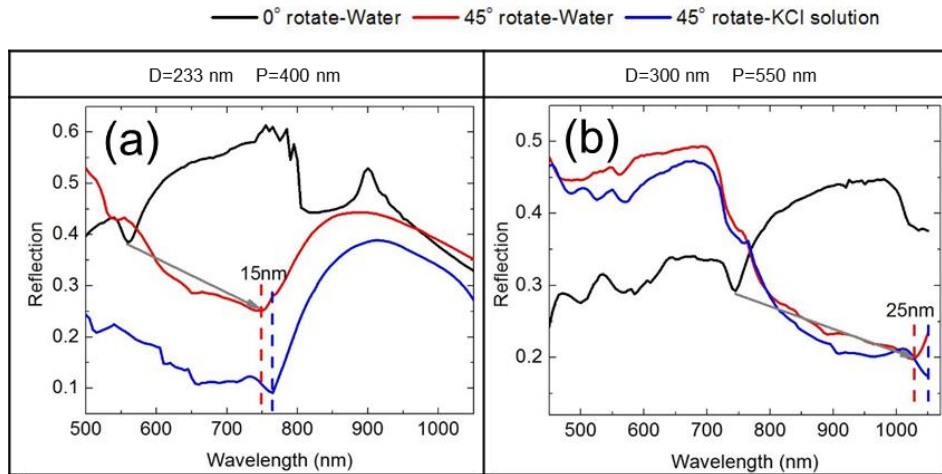 0° rotate-Water 45° rotate-Water 45° rotate-KCl solution
D=233 nm P=400 nm
D=300 nm P=550 nm
(a)
0.6
0.5
0.4
0.3
0.2
0.1
Reflection
15nm
500 600 700 800 900 1000
Wavelength (nm)
(b)
0.5
0.4
0.3
0.2
Reflection
25nm
500 600 700 800 900 1000
Wavelength (nm)